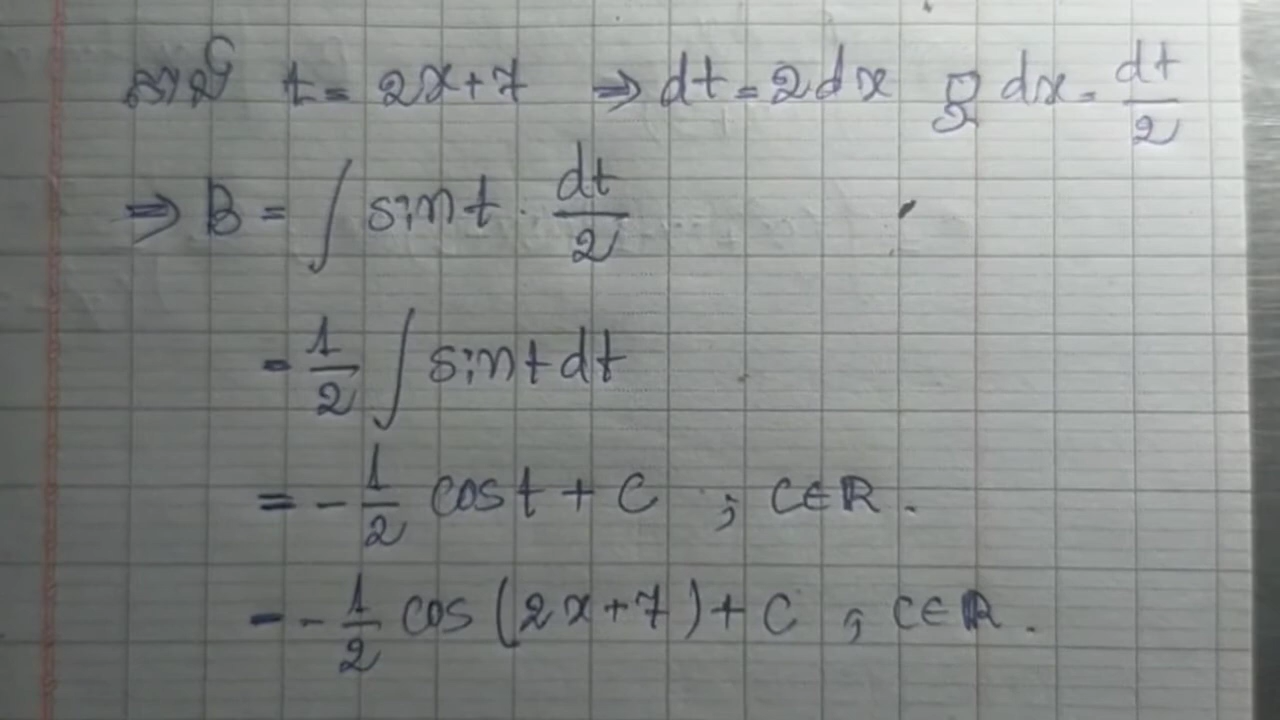 t = 2x+7 ⇒ dt = 2dx ឬ dx = dt/2
⇒ B = ∫ sin t · dt/2
= 1/2 ∫ sin t dt
= -1/2 cos t + c ; c∈ℝ.
= -1/2 cos (2x+7) + c ; c∈ℝ.